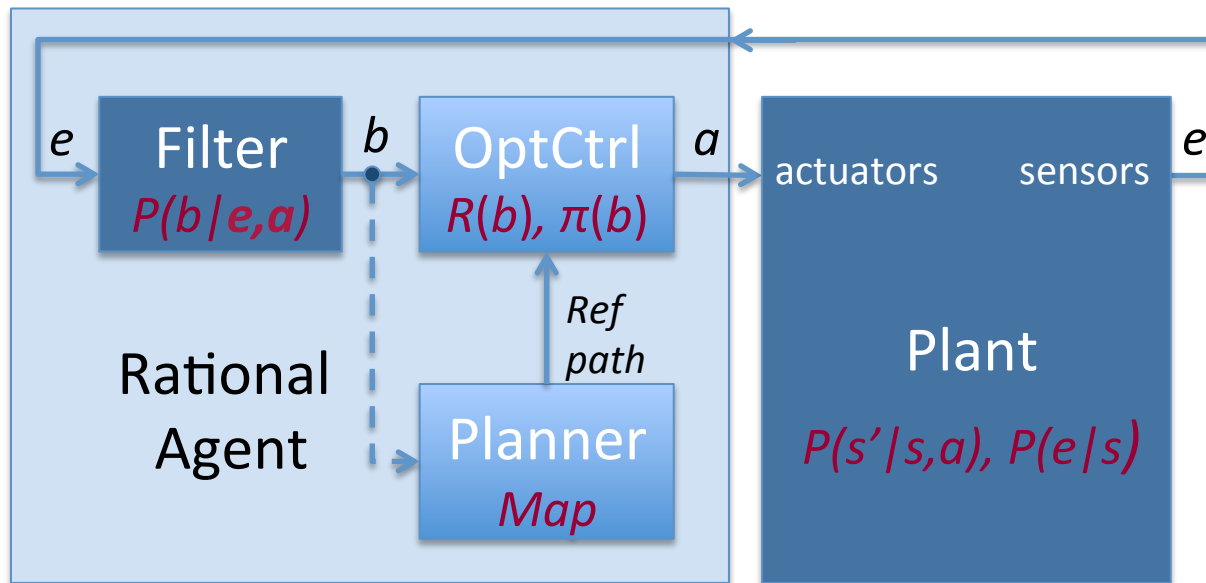 e
Filter
P(b|e,a)
b
OptCtrl
R(b), π(b)
a
actuators
sensors
e
Ref
path
Rational
Agent
Planner
Map
Plant
P(s’|s,a), P(e|s)